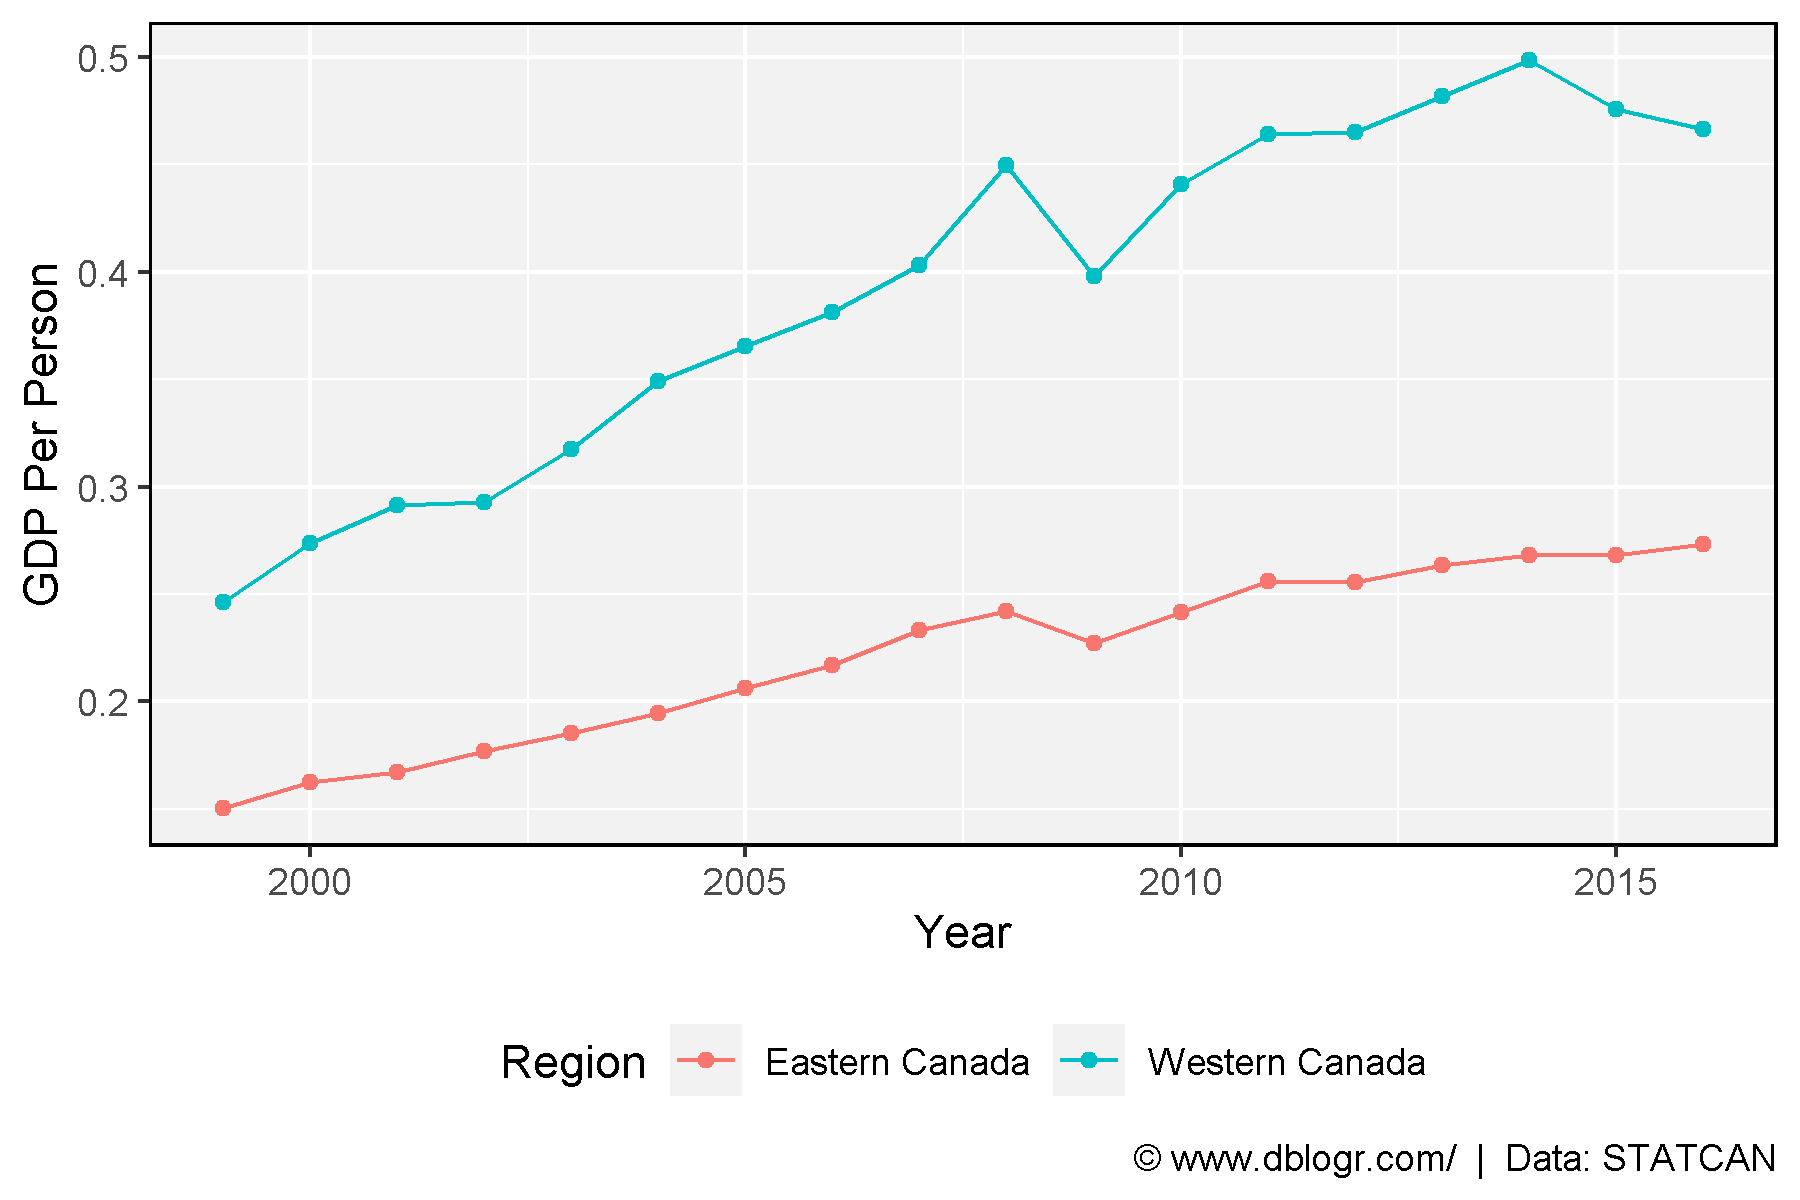 0.5
0.4
0.3
0.2
GDP Per Person
2000 2005 2010 2015
Year
Region Eastern Canada Western Canada
© www.dblogr.com/ | Data: STATCAN